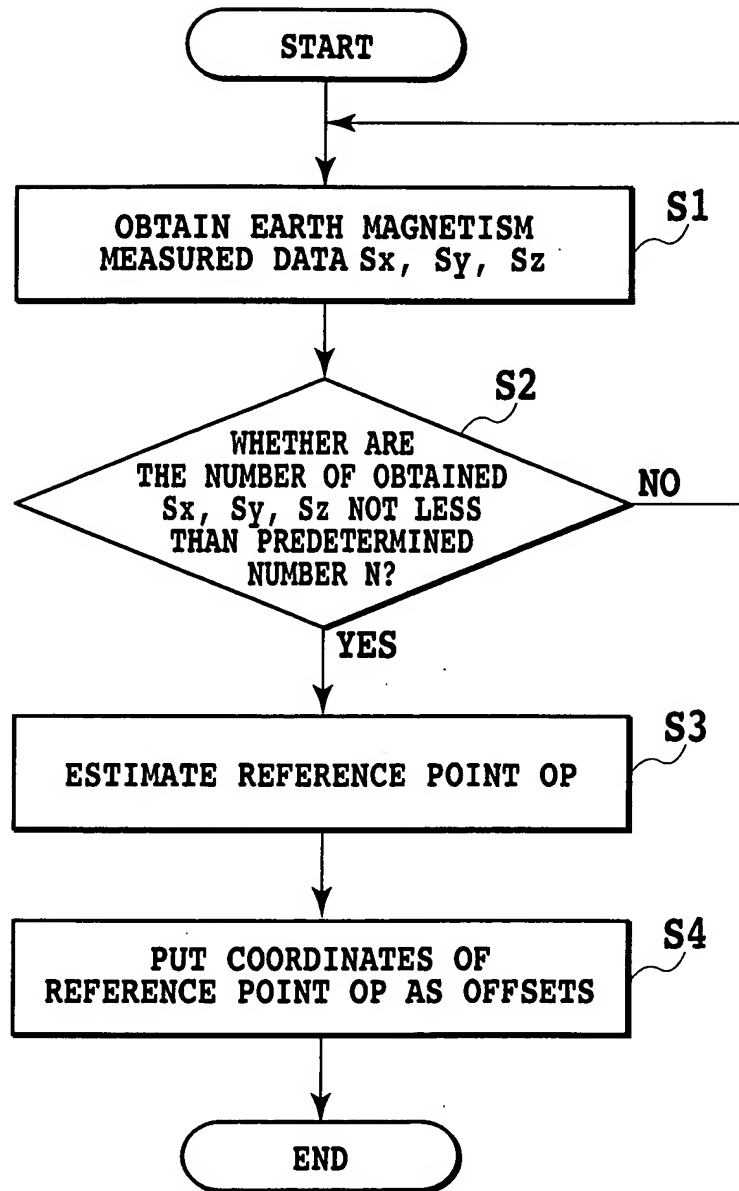 START
OBTAIN EARTH MAGNETISM
MEASURED DATA Sx, Sy, Sz
S1
S2
WHETHER ARE
THE NUMBER OF OBTAINED
Sx, Sy, Sz NOT LESS
THAN PREDETERMINED
NUMBER N?
NO
YES
S3
ESTIMATE REFERENCE POINT OP
S4
PUT COORDINATES OF
REFERENCE POINT OP AS OFFSETS
END